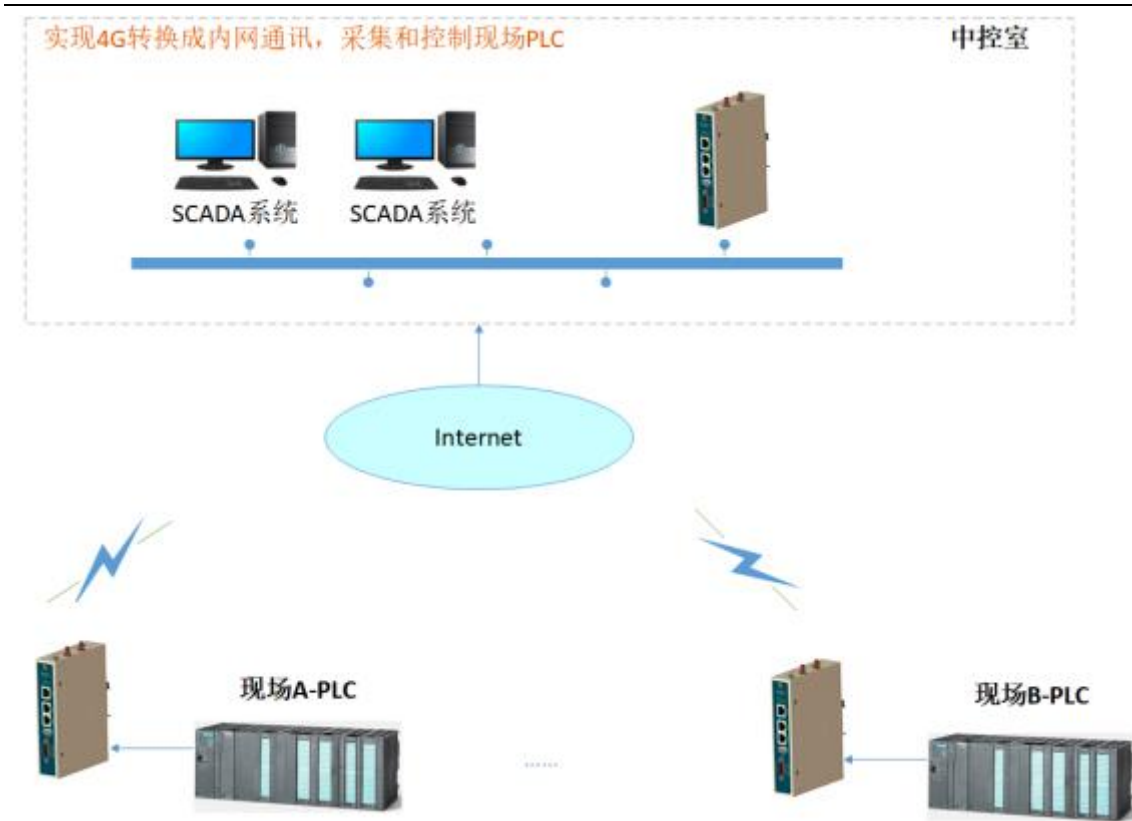 实现4G转换成内网通讯，采集和控制现场PLC
中控室
SCADA系统
SCADA系统
Internet
现场A-PLC
现场B-PLC
......